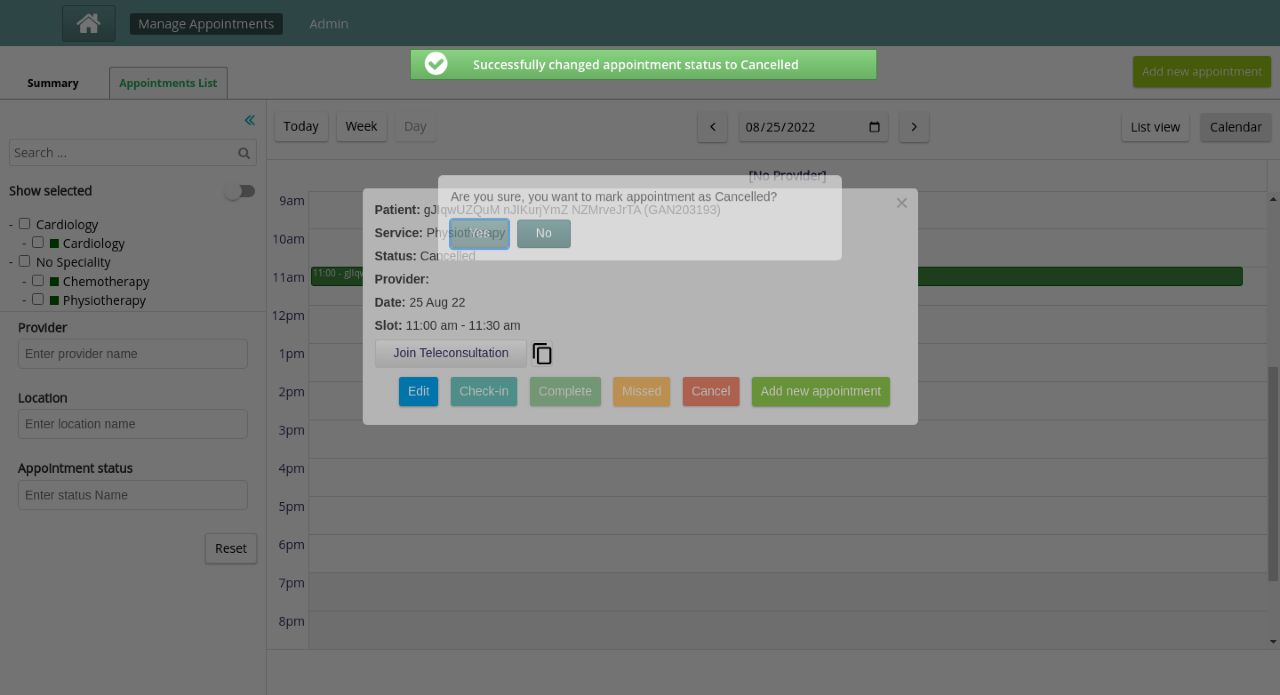 Manage Appointments
Admin
Successfully changed appointment status to Cancelled
Summary
Appointments List
Add new appointment
Today
Week
Day
08/25/2022
List view
Calendar
Search ...
Show selected
- Cardiology
- Cardiology
- No Speciality
- Chemotherapy
- Physiotherapy
Provider
Enter provider name
Location
Enter location name
Appointment status
Enter status Name
Reset
[No Provider]
9am
10am
11am
12pm
1pm
2pm
3pm
4pm
5pm
6pm
7pm
8pm
11:00 - gJIqw
Are you sure, you want to mark appointment as Cancelled?
Yes
No
Patient: gJIqwUZQuM nJIKurjYmZ NZMrveJrTA (GAN203193)
Service: Physiotherapy
Status: Cancelled
Provider:
Date: 25 Aug 22
Slot: 11:00 am - 11:30 am
Join Teleconsultation
Edit
Check-in
Complete
Missed
Cancel
Add new appointment